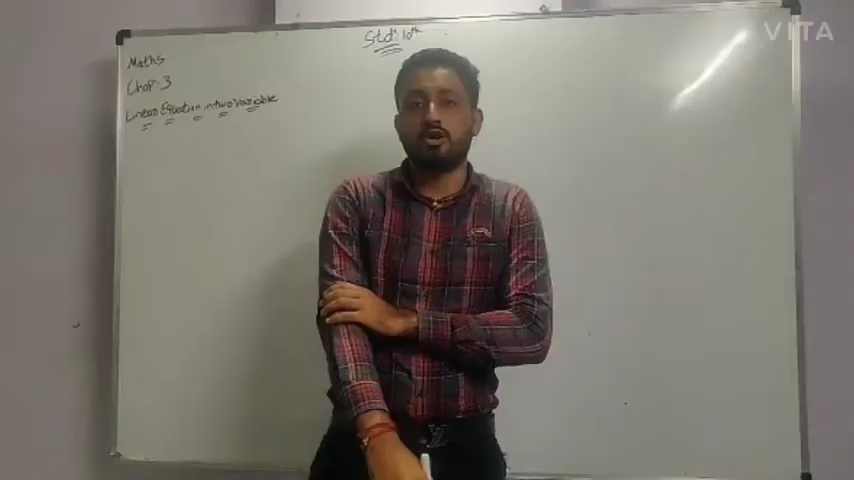 Std: 10th
VITA
Maths
Chap-3
Linear Equation in two Variable